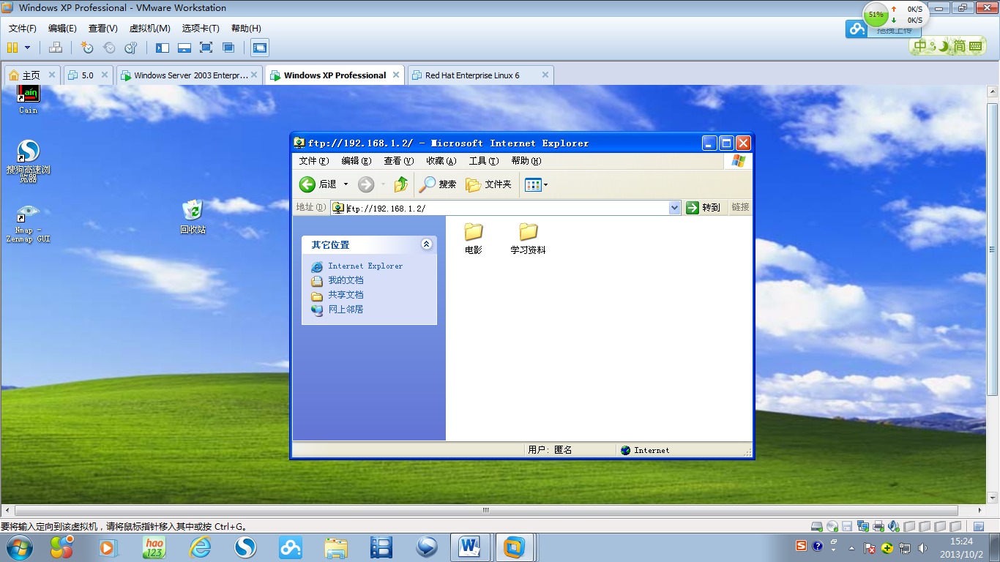 Windows XP Professional - VMware Workstation
51%
0K/S
0K/S
文件(F) 编辑(E) 查看(V) 虚拟机(M) 选项卡(T) 帮助(H)
拖拽上传
中 简
主页 5.0 Windows Server 2003 Enterpr... Windows XP Professional Red Hat Enterprise Linux 6
Cain
搜狗高速浏
览器
Nmap -
Zenmap GUI
回收站
ftp://192.168.1.2/ - Microsoft Internet Explorer
文件(F) 编辑(E) 查看(V) 收藏(A) 工具(T) 帮助(H)
后退 搜索 文件夹
地址(D) ftp://192.168.1.2/ 转到 链接
其它位置
Internet Explorer
我的文档
共享文档
网上邻居
电影 学习资料
用户: 匿名 Internet
要将输入定向到该虚拟机，请将鼠标指针移入其中或按 Ctrl+G。
hao
123
15:24
2013/10/2